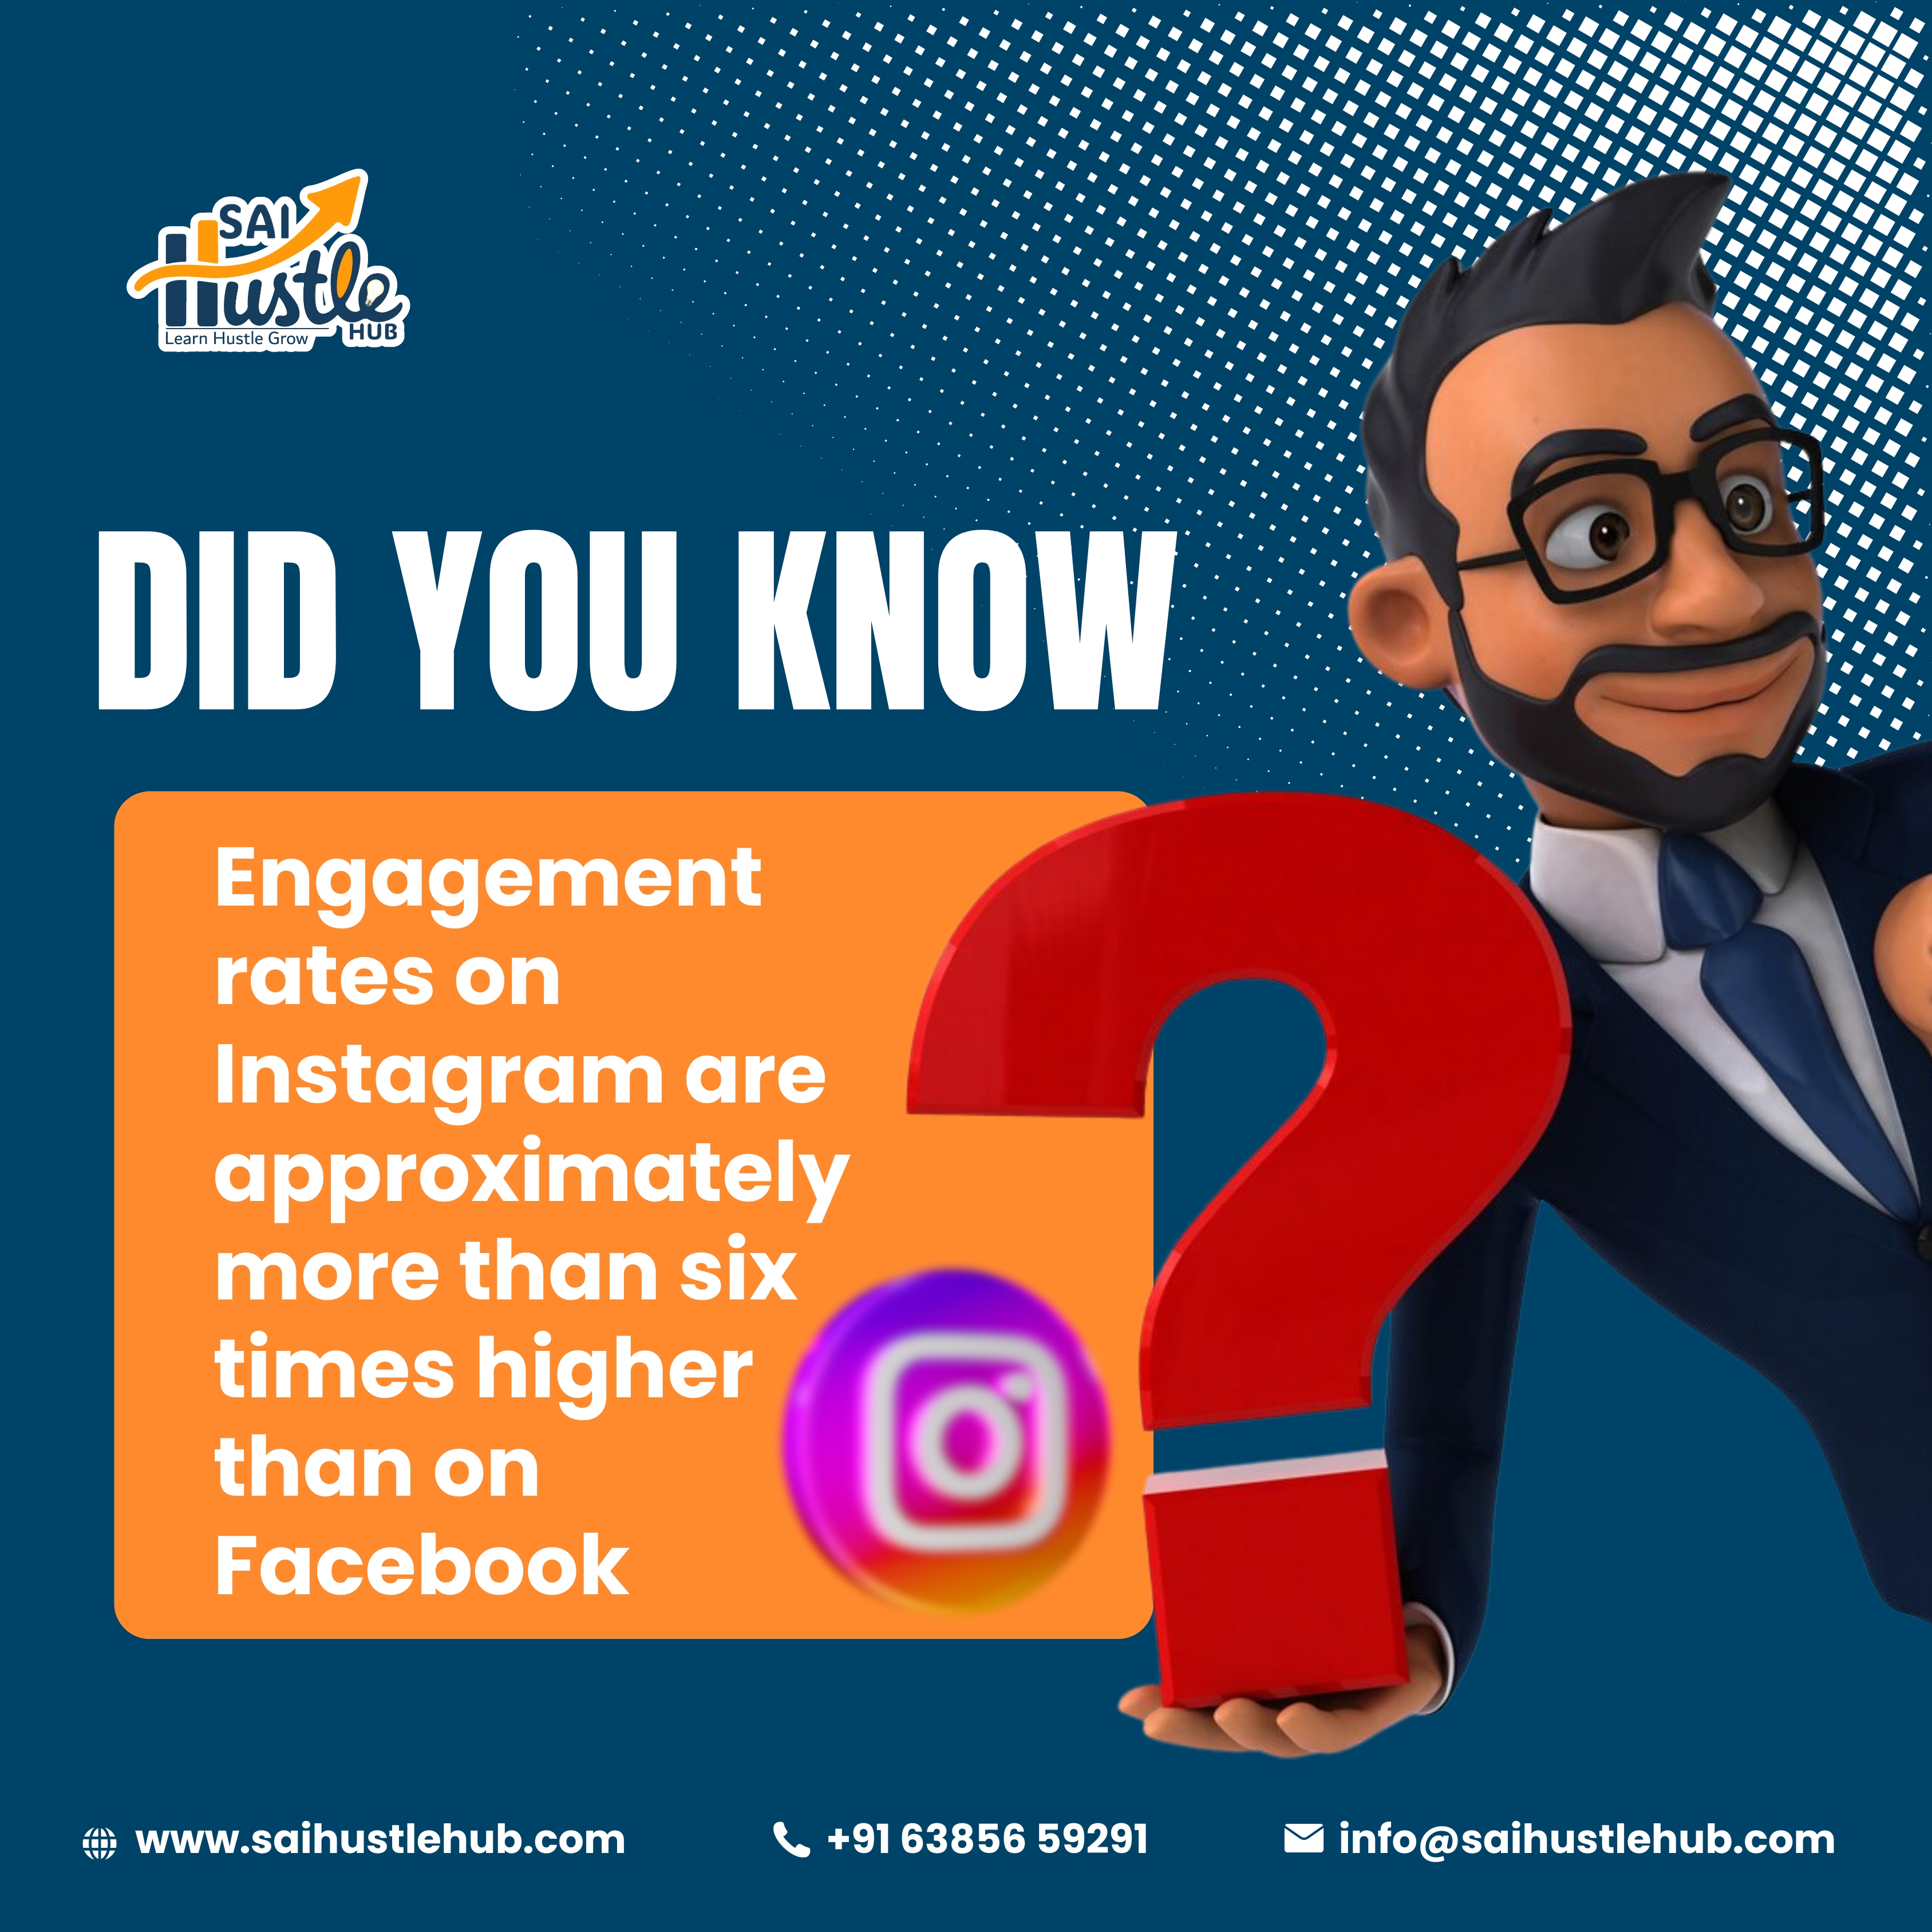 SAI
Hustle
HUB
Learn Hustle Grow
DID YOU KNOW
Engagement
rates on
Instagram are
approximately
more than six
times higher
than on
Facebook
www.saihustlehub.com
+91 63856 59291
info@saihustlehub.com